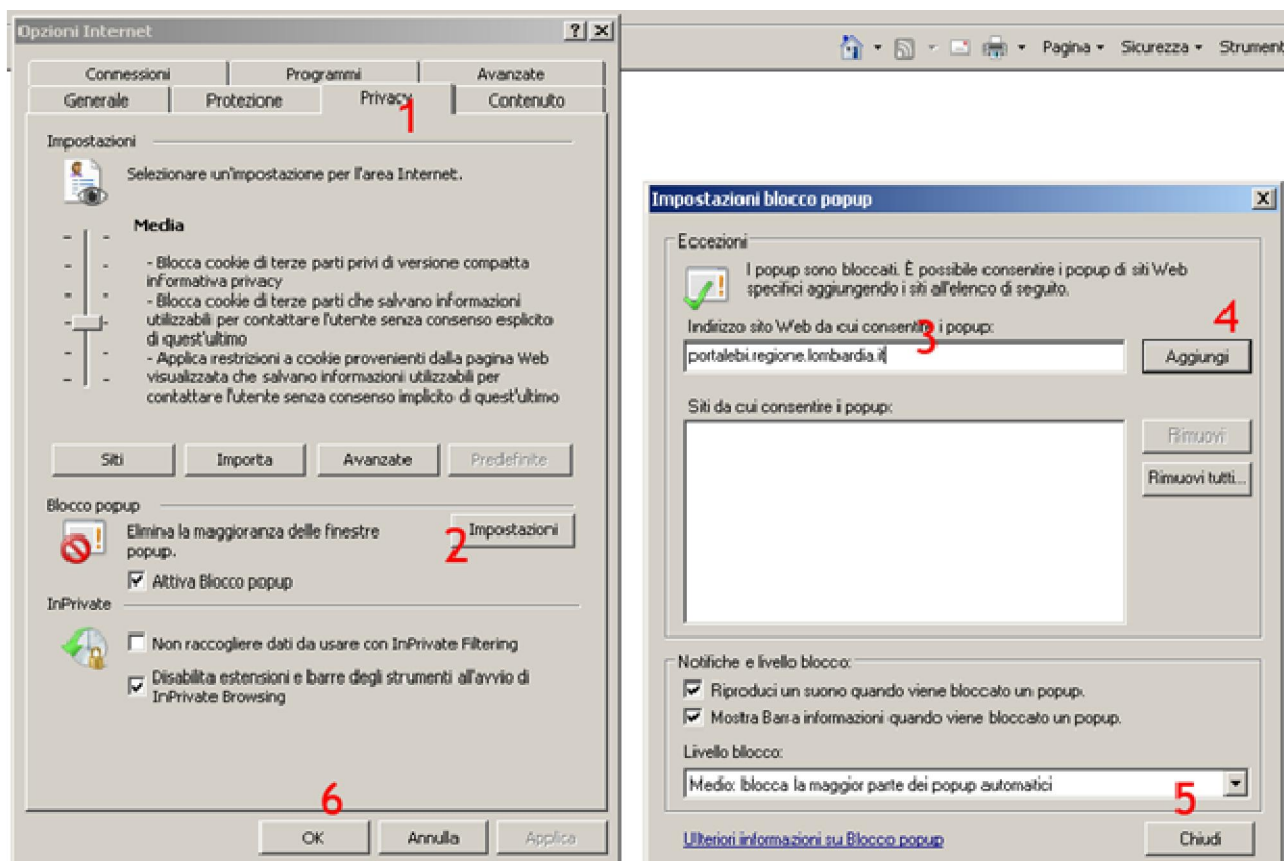 Opzioni Internet
Pagina Sicurezza Strument
Connessioni Programmi Avanzate
Generale Protezione Privacy Contenuto
1
Impostazioni
Selezionare un'impostazione per l'area Internet.
Media
- Blocca cookie di terze parti privi di versione compatta
informativa privacy
- Blocca cookie di terze parti che salvano informazioni
utilizzabili per contattare l'utente senza consenso esplicito
di quest'ultimo
- Applica restrizioni a cookie provenienti dalla pagina Web
visualizzata che salvano informazioni utilizzabili per
contattare l'utente senza consenso implicito di quest'ultimo
Siti Importa Avanzate Predefinite
Blocco popup
Elimina la maggioranza delle finestre
popup.
2 Impostazioni
Attiva Blocco popup
InPrivate
Non raccogliere dati da usare con InPrivate Filtering
Disabilita estensioni e barre degli strumenti all'avvio di
InPrivate Browsing
6
OK Annulla Applica
Impostazioni blocco popup
Eccezioni
I popup sono bloccati. È possibile consentire i popup di siti Web
specifici aggiungendo i siti all'elenco di seguito.
Indirizzo sito Web da cui consentire i popup:
3
4
portalebi.regione.lombardia.it Aggiungi
Siti da cui consentire i popup:
Rimuovi
Rimuovi tutti...
Notifiche e livello blocco:
Riproduci un suono quando viene bloccato un popup.
Mostra Barra informazioni quando viene bloccato un popup.
Livello blocco:
Medio: blocca la maggior parte dei popup automatici
5
Ulteriori informazioni su Blocco popup Chiudi